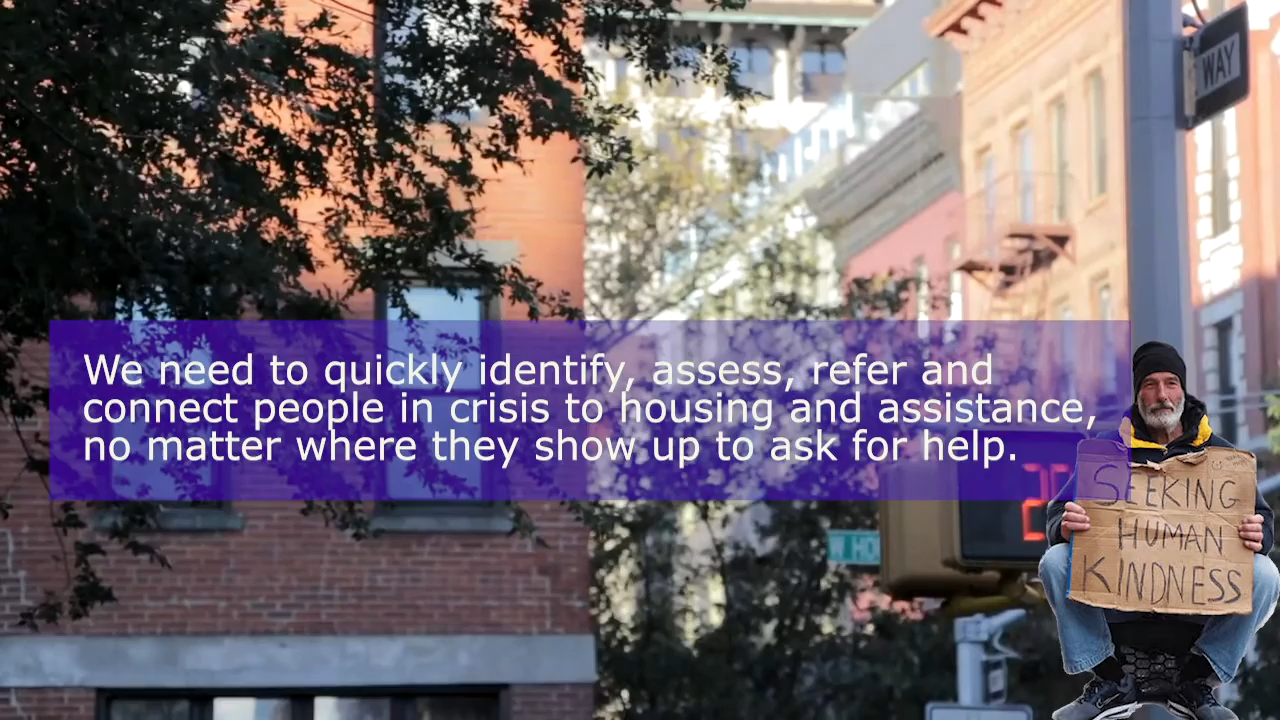 WAY
We need to quickly identify, assess, refer and
connect people in crisis to housing and assistance,
no matter where they show up to ask for help.
SEEKING
HUMAN
KINDNESS